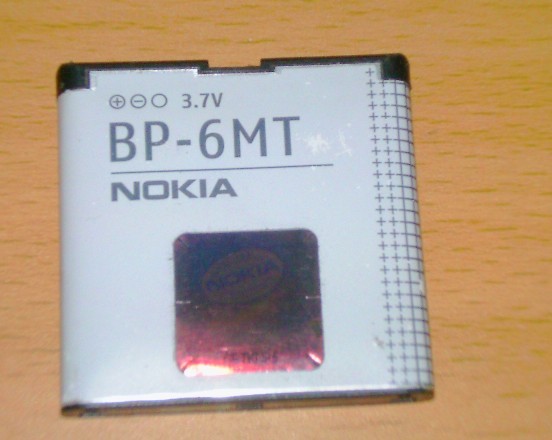 ⊕⊖○ 3.7V
BP-6MT
NOKIA
NOKIA